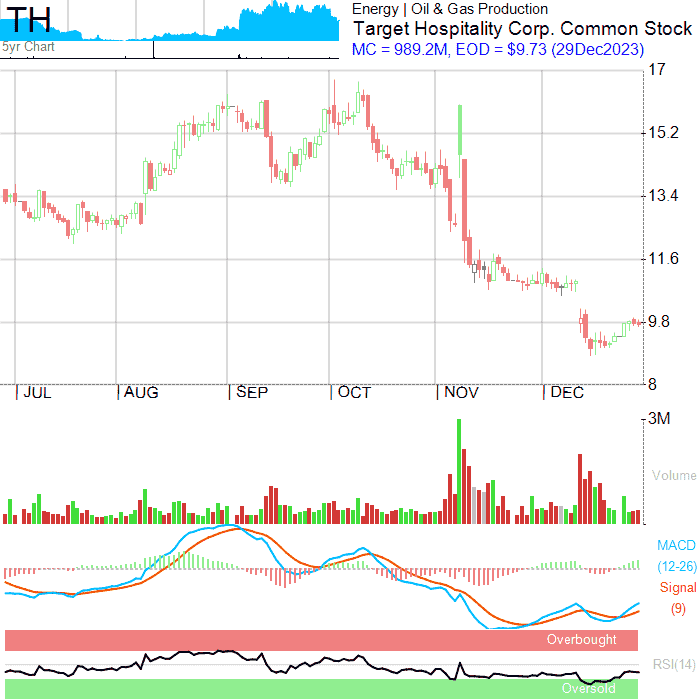 TH
5yr Chart
Energy | Oil & Gas Production
Target Hospitality Corp. Common Stock
MC = 989.2M, EOD = $9.73 (29Dec2023)
17
15.2
13.4
11.6
9.8
8
JUL AUG SEP OCT NOV DEC
3M
Volume
MACD
(12-26)
Signal
(9)
Overbought
RSI(14)
Oversold